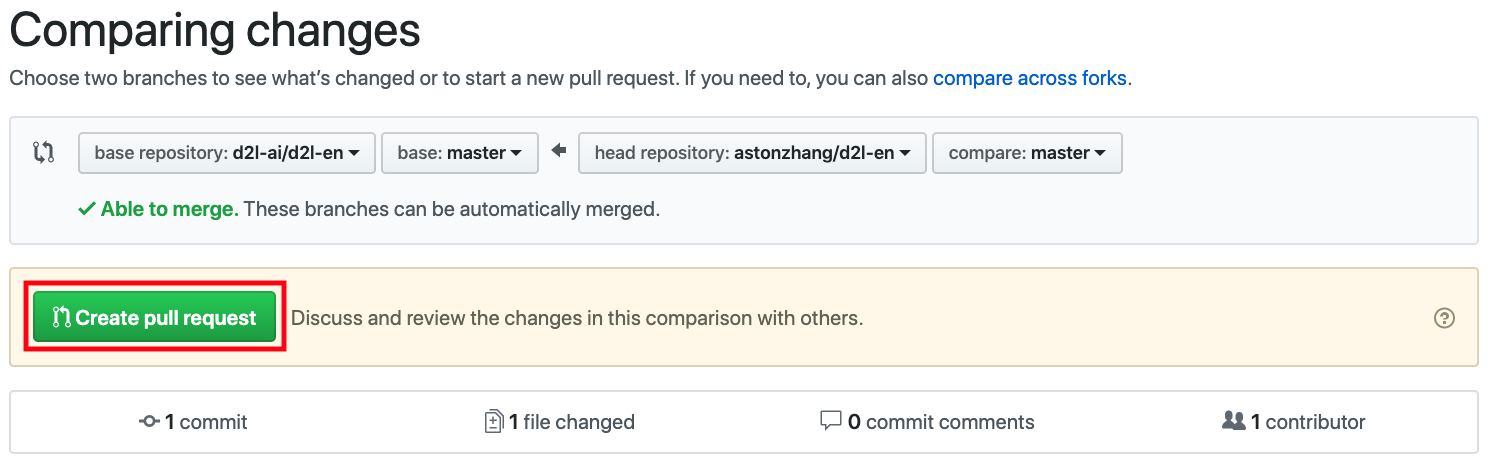 Comparing changes
Choose two branches to see what’s changed or to start a new pull request. If you need to, you can also compare across forks.
base repository: d2l-ai/d2l-en base: master head repository: astonzhang/d2l-en compare: master
Able to merge. These branches can be automatically merged.
Create pull request Discuss and review the changes in this comparison with others.
1 commit 1 file changed 0 commit comments 1 contributor